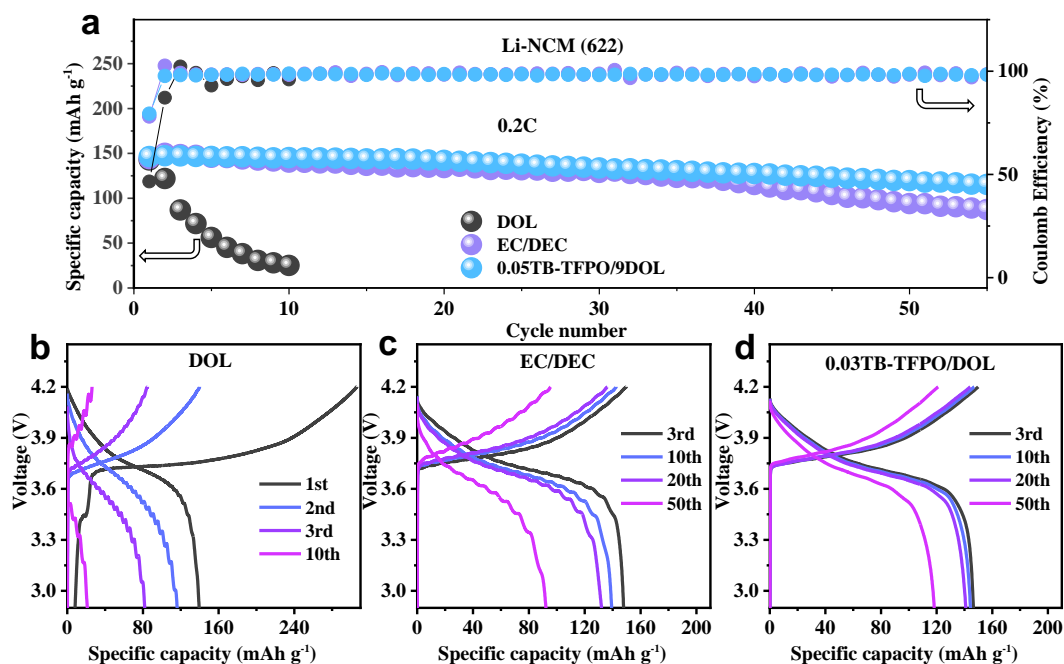 a
Li-NCM (622)
0.2C
DOL
EC/DEC
0.05TB-TFPO/9DOL
Specific capacity (mAh g-1)
250
200
150
100
75
50
25
0
Coulomb Efficiency (%)
100
50
0
0 10 20 30 40 50
Cycle number
b
DOL
Voltage (V)
4.2
3.9
3.6
3.3
3.0
1st
2nd
3rd
10th
0 80 160 240
Specific capacity (mAh g-1)
c
EC/DEC
Voltage (V)
4.2
3.9
3.6
3.3
3.0
3rd
10th
20th
50th
0 40 80 120 160 200
Specific capacity (mAh g-1)
d
0.03TB-TFPO/DOL
Voltage (V)
4.2
3.9
3.6
3.3
3.0
3rd
10th
20th
50th
0 40 80 120 160 200
Specific capacity (mAh g-1)